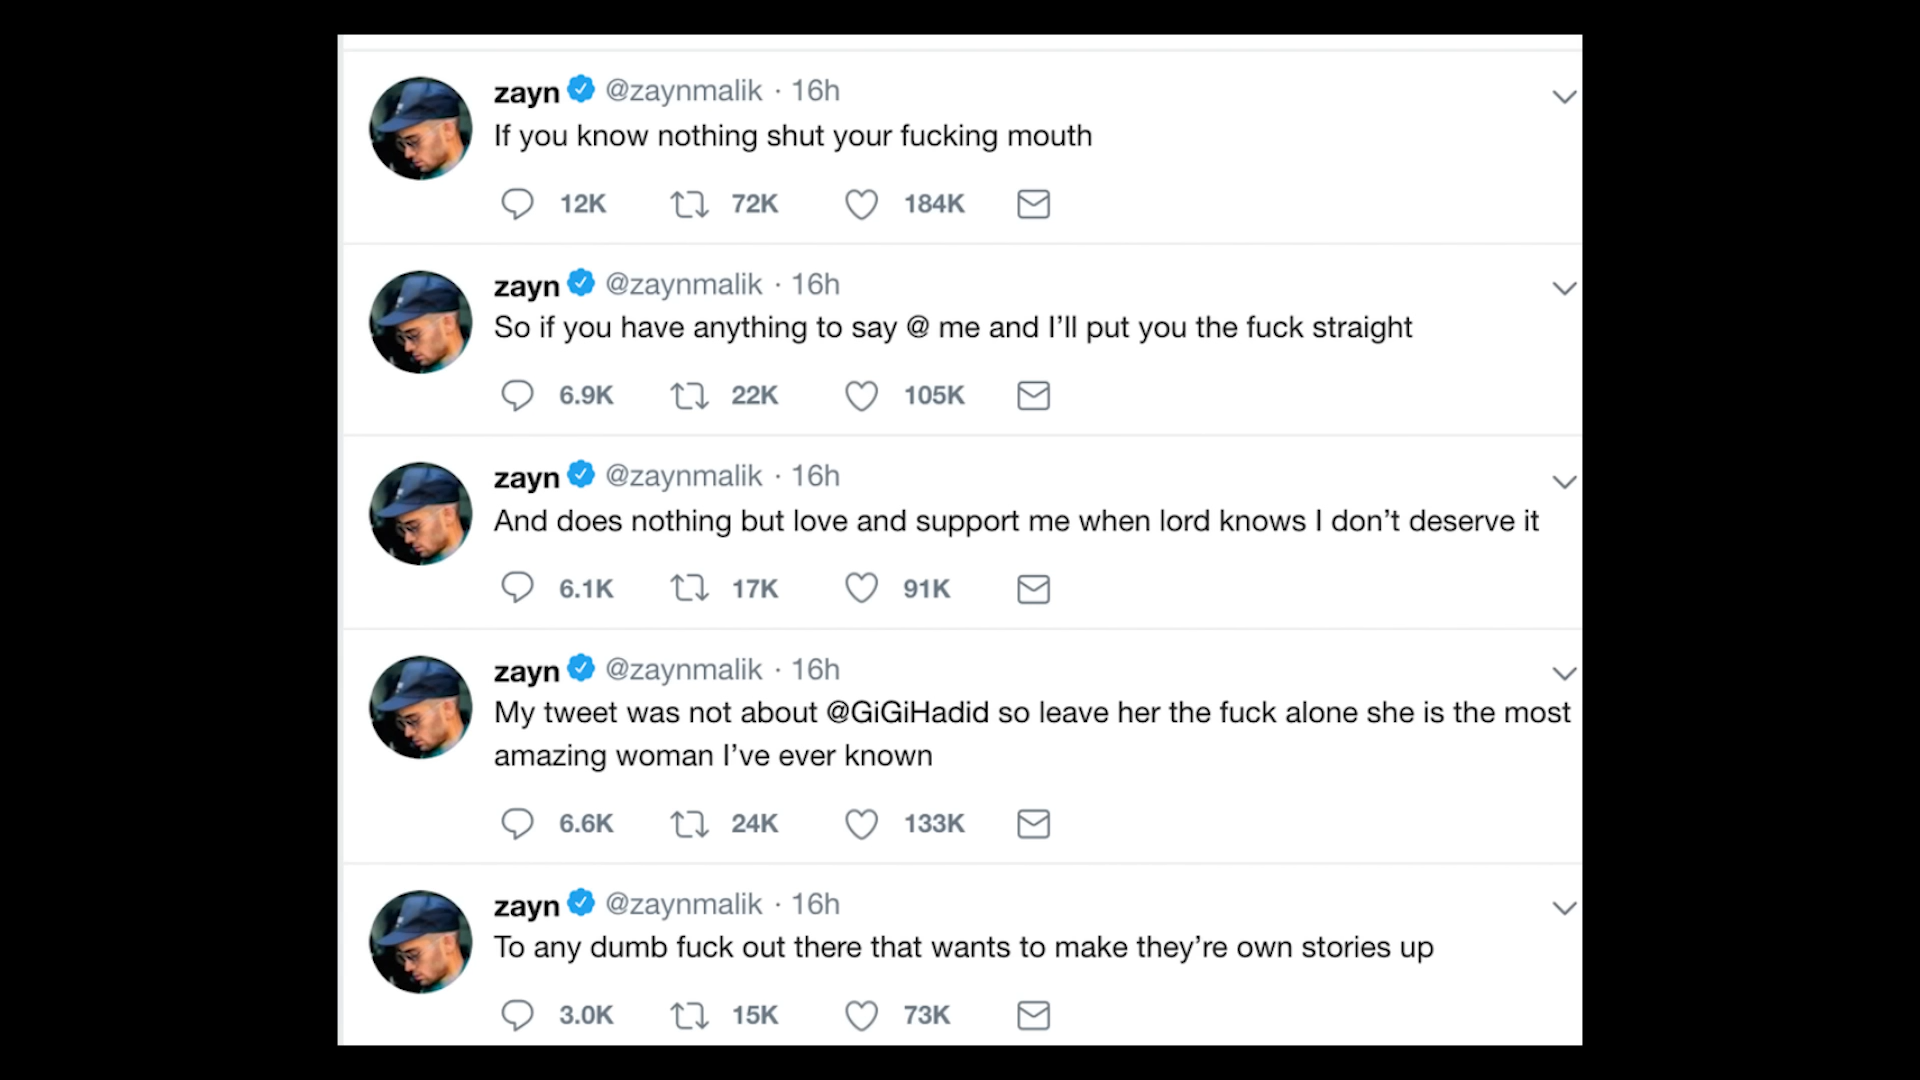 zayn @zaynmalik · 16h
If you know nothing shut your fucking mouth
12K 72K 184K
zayn @zaynmalik · 16h
So if you have anything to say @ me and I’ll put you the fuck straight
6.9K 22K 105K
zayn @zaynmalik · 16h
And does nothing but love and support me when lord knows I don’t deserve it
6.1K 17K 91K
zayn @zaynmalik · 16h
My tweet was not about @GiGiHadid so leave her the fuck alone she is the most
amazing woman I’ve ever known
6.6K 24K 133K
zayn @zaynmalik · 16h
To any dumb fuck out there that wants to make they’re own stories up
3.0K 15K 73K